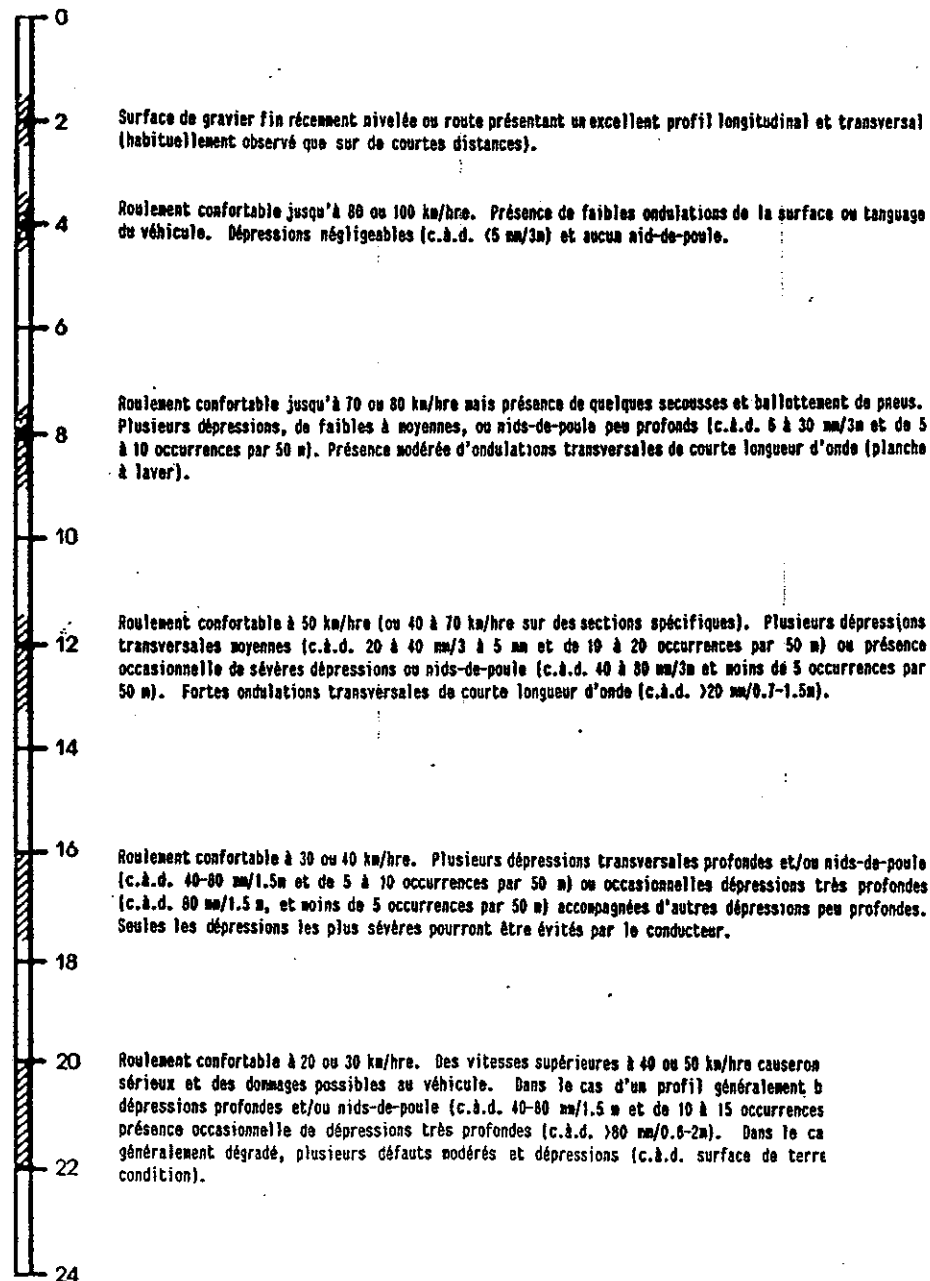 0
2
Surface de gravier fin récemment nivelée ou route présentant un excellent profil longitudinal et transversal
(habituellement observé que sur de courtes distances).
4
Roulement confortable jusqu'à 80 ou 100 km/hre. Présence de faibles ondulations de la surface ou tanguage
du véhicule. Dépressions négligeables (c.à.d. <5 mm/3m) et aucun nid-de-poule.
6
8
Roulement confortable jusqu'à 70 ou 80 km/hre mais présence de quelques secousses et ballottement de pneus.
Plusieurs dépressions, de faibles à moyennes, ou nids-de-poule peu profonds (c.à.d. 6 à 30 mm/3m et de 5
à 10 occurrences par 50 m). Présence modérée d'ondulations transversales de courte longueur d'onde (planche
à laver).
10
12
Roulement confortable à 50 km/hre (ou 40 à 70 km/hre sur des sections spécifiques). Plusieurs dépressions
transversales moyennes (c.à.d. 20 à 40 mm/3 à 5 mm et de 10 à 20 occurrences par 50 m) ou présence
occasionnelle de sévères dépressions ou nids-de-poule (c.à.d. 40 à 80 mm/3m et moins de 5 occurrences par
50 m). Fortes ondulations transversales de courte longueur d'onde (c.à.d. >20 mm/0.7-1.5m).
14
16
Roulement confortable à 30 ou 40 km/hre. Plusieurs dépressions transversales profondes et/ou nids-de-poule
(c.à.d. 40-80 mm/1.5m et de 5 à 10 occurrences par 50 m) ou occasionnelles dépressions très profondes
(c.à.d. 80 mm/1.5 m, et moins de 5 occurrences par 50 m) accompagnées d'autres dépressions peu profondes.
Seules les dépressions les plus sévères pourront être évités par le conducteur.
18
20
Roulement confortable à 20 ou 30 km/hre. Des vitesses supérieures à 40 ou 50 km/hre causeron
sérieux et des dommages possibles au véhicule. Dans le cas d'um profil généralement b
dépressions profondes et/ou nids-de-poule (c.à.d. 40-80 mm/1.5 m et de 10 à 15 occurrences
présence occasionnelle de dépressions très profondes (c.à.d. >80 mm/0.6-2m). Dans le ca
généralement dégradé, plusieurs défauts modérés et dépressions (c.à.d. surface de terre
condition).
22
24